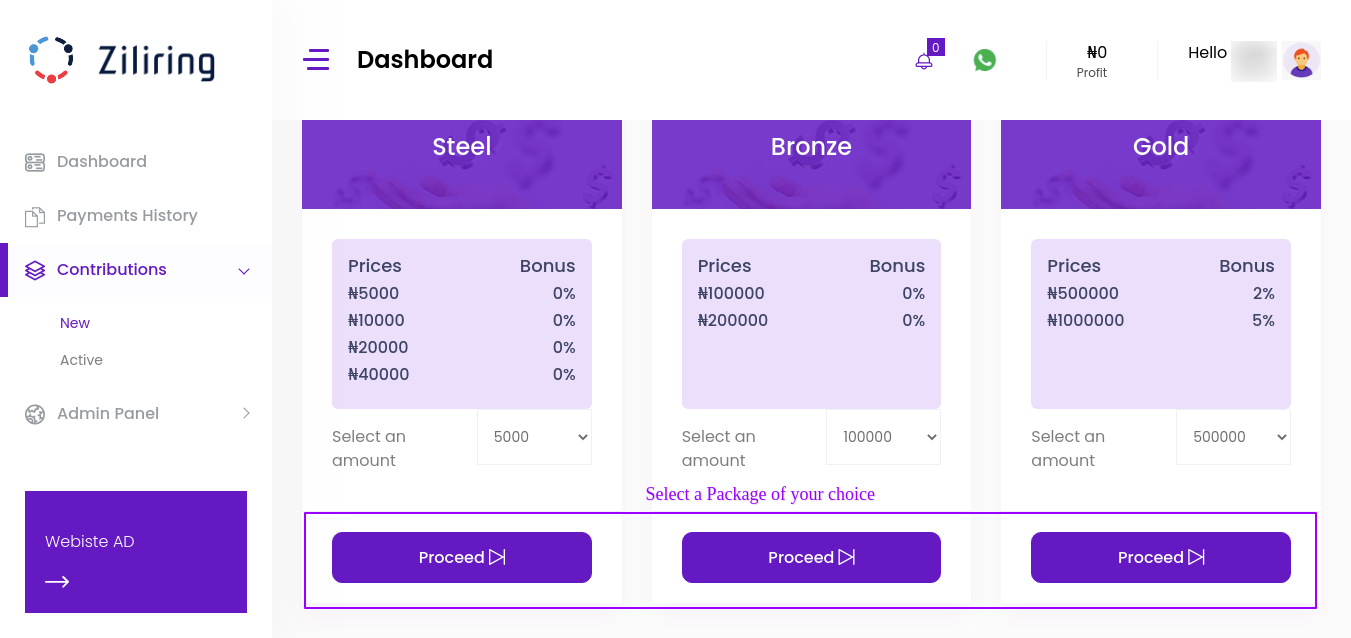 Ziliring
Dashboard
0
₦0
Profit
Hello
Dashboard
Payments History
Contributions
New
Active
Admin Panel
Webiste AD
Steel
Prices Bonus
₦5000 0%
₦10000 0%
₦20000 0%
₦40000 0%
Select an
amount
5000
Bronze
Prices Bonus
₦100000 0%
₦200000 0%
Select an
amount
100000
Gold
Prices Bonus
₦500000 2%
₦1000000 5%
Select an
amount
500000
Select a Package of your choice
Proceed
Proceed
Proceed